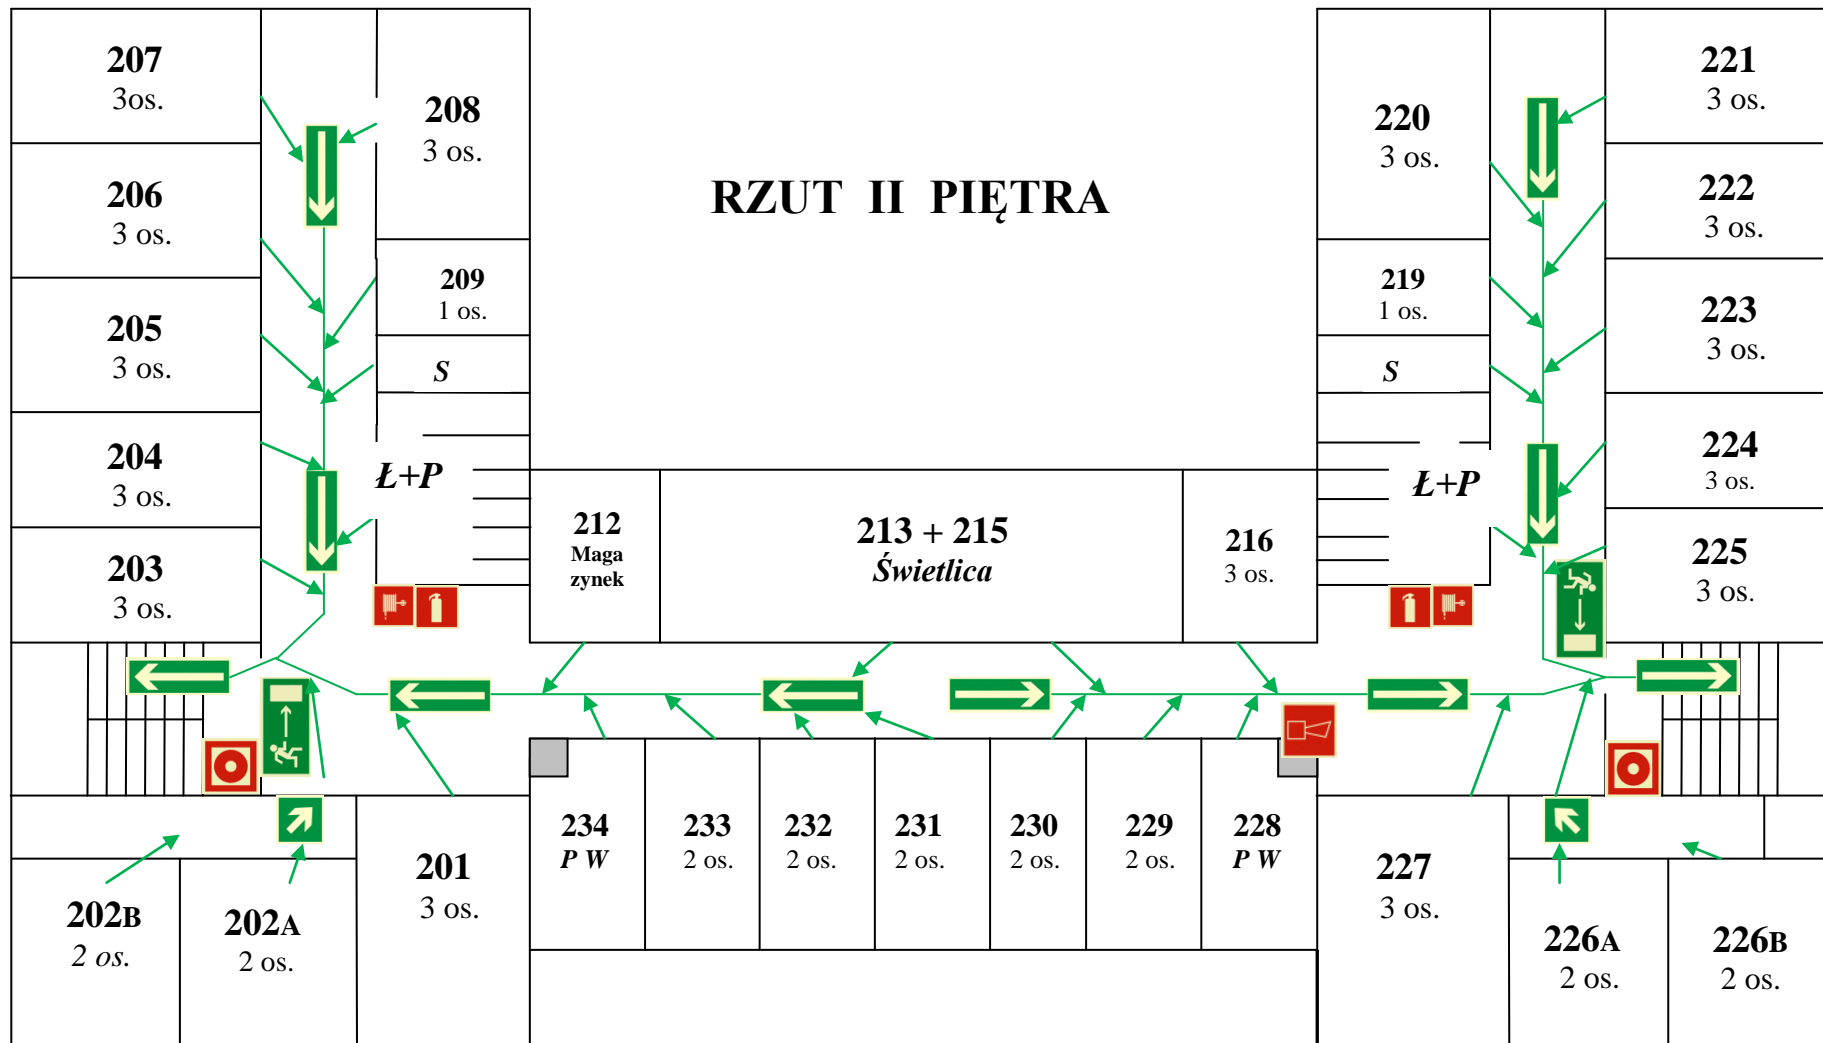 207
3os.
208
3 os.
206
3 os.
209
1 os.
205
3 os.
S
204
3 os.
Ł+P
203
3 os.
RZUT II PIĘTRA
220
3 os.
221
3 os.
222
3 os.
219
1 os.
223
3 os.
S
224
3 os.
Ł+P
225
3 os.
212
Maga
zynek
213 + 215
Świetlica
216
3 os.
202B
2 os.
202A
2 os.
201
3 os.
234
P W
233
2 os.
232
2 os.
231
2 os.
230
2 os.
229
2 os.
228
P W
227
3 os.
226A
2 os.
226B
2 os.